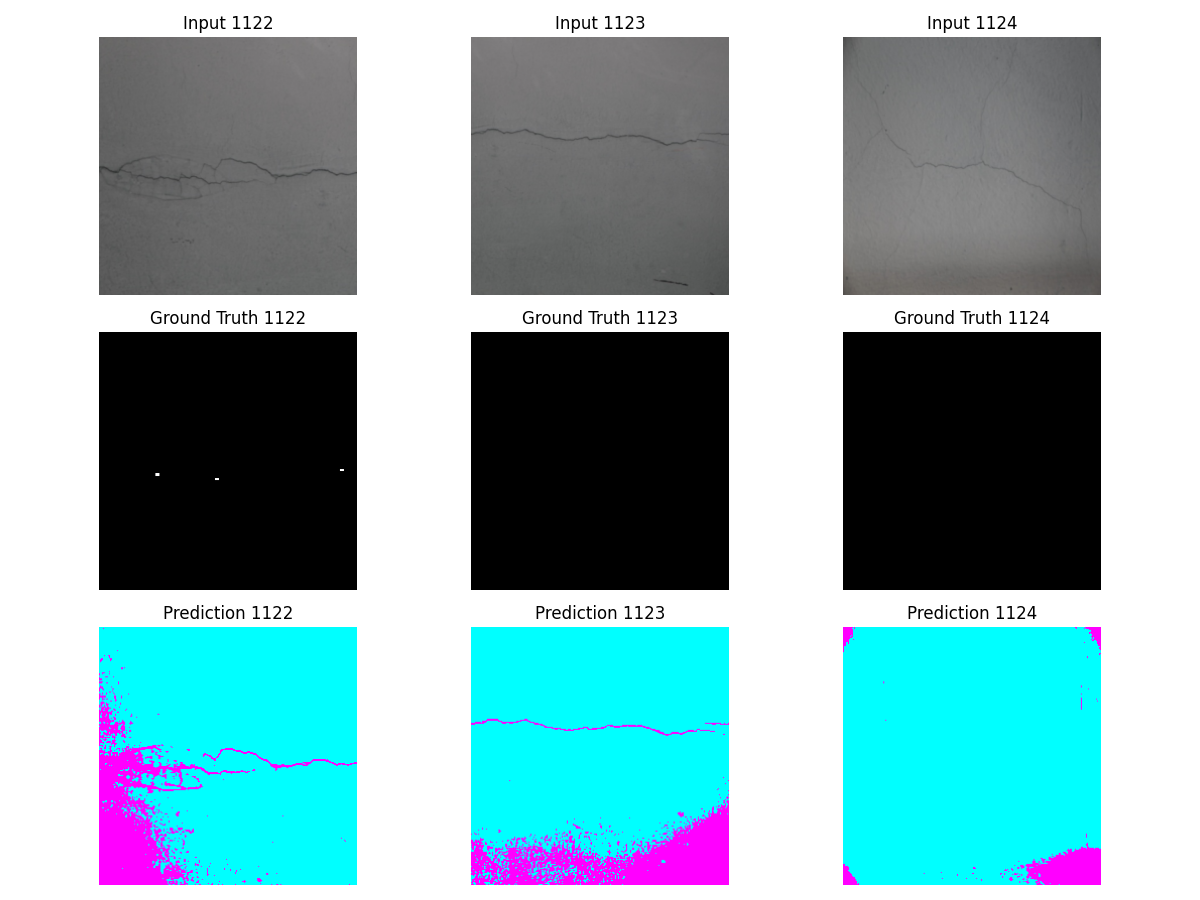 Input 1122
Input 1123
Input 1124
Ground Truth 1122
Ground Truth 1123
Ground Truth 1124
Prediction 1122
Prediction 1123
Prediction 1124